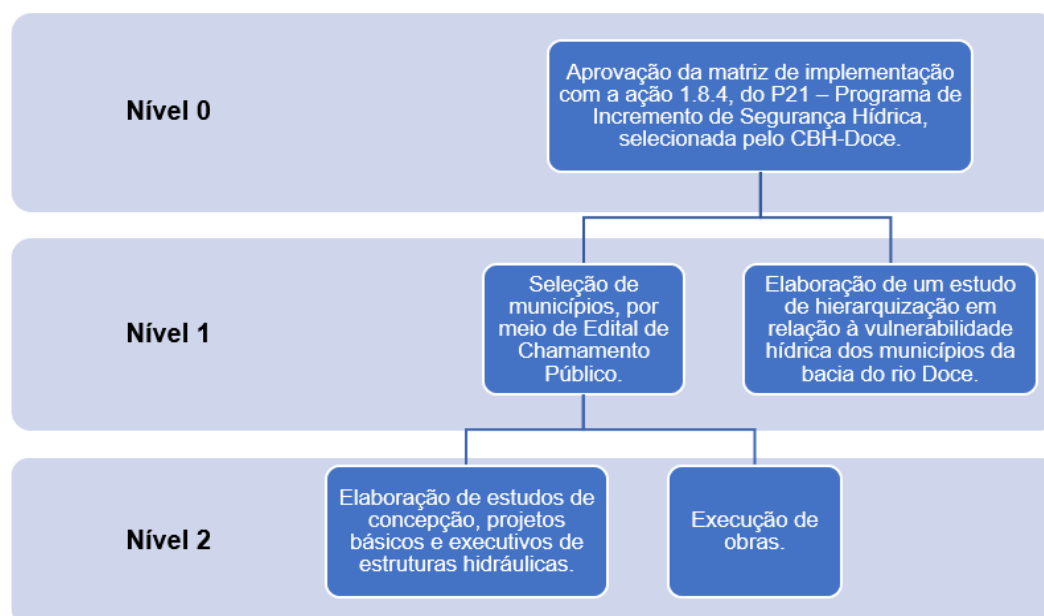 Nível 0
Aprovação da matriz de implementação
com a ação 1.8.4, do P21 – Programa de
Incremento de Segurança Hídrica,
selecionada pelo CBH-Doce.
Nível 1
Seleção de
municípios, por
meio de Edital de
Chamamento
Público.
Elaboração de um estudo
de hierarquização em
relação à vulnerabilidade
hídrica dos municípios da
bacia do rio Doce.
Nível 2
Elaboração de estudos de
concepção, projetos
básicos e executivos de
estruturas hidráulicas.
Execução de
obras.